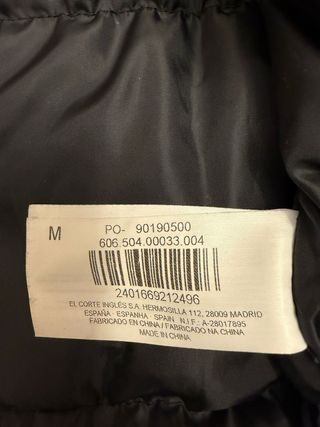 M
PO- 90190500
606.504.00033.004
2401669212496
EL CORTE INGLÉS S.A. HERMOSILLA 112, 28009 MADRID
ESPAÑA - ESPANHA - SPAIN N.I.F.: A-28017895
FABRICADO EN CHINA / FABRICADO NA CHINA
MADE IN CHINA